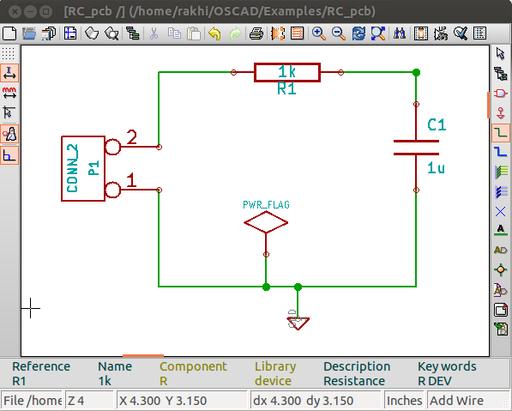 [RC_pcb /] (/home/rakhi/OSCAD/Examples/RC_pcb)
1k
R1
2
C1
CONN_2
P1
1u
1
PWR_FLAG
A
Reference Name Component Library Description Key words
R1 1k R device Resistance R DEV
File /home Z 4 X 4.300 Y 3.150 dx 4.300 dy 3.150 Inches Add Wire